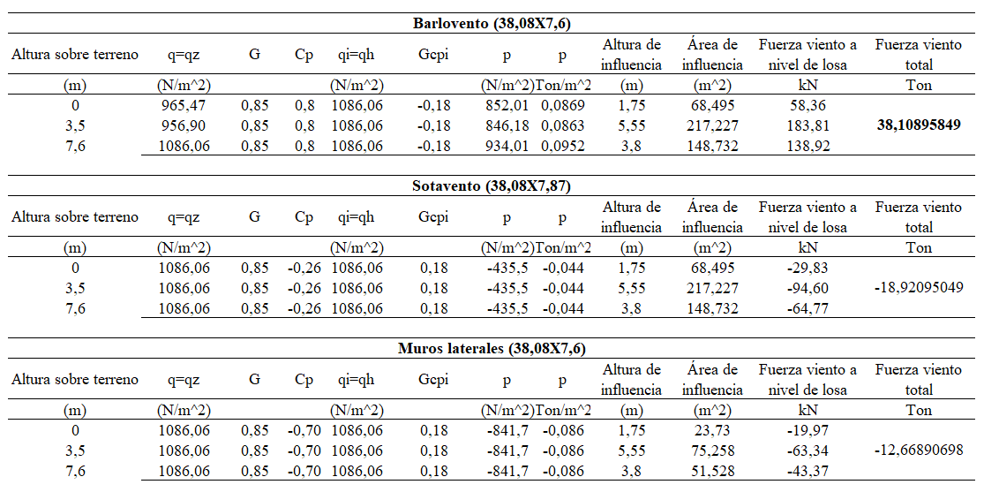 Barlovento (38,08X7,6)
Altura sobre terreno q=qz G Cp qi=qh Gcpi p p Altura de influencia Área de influencia Fuerza viento a nivel de losa Fuerza viento total
(m) (N/m^2) (N/m^2) (N/m^2) Ton/m^2 (m) (m^2) kN Ton
0 965,47 0,85 0,8 1086,06 -0,18 852,01 0,0869 1,75 68,495 58,36
3,5 956,90 0,85 0,8 1086,06 -0,18 846,18 0,0863 5,55 217,227 183,81 38,10895849
7,6 1086,06 0,85 0,8 1086,06 -0,18 934,01 0,0952 3,8 148,732 138,92
Sotavento (38,08X7,87)
Altura sobre terreno q=qz G Cp qi=qh Gcpi p p Altura de influencia Área de influencia Fuerza viento a nivel de losa Fuerza viento total
(m) (N/m^2) (N/m^2) (N/m^2) Ton/m^2 (m) (m^2) kN Ton
0 1086,06 0,85 -0,26 1086,06 0,18 -435,5 -0,044 1,75 68,495 -29,83
3,5 1086,06 0,85 -0,26 1086,06 0,18 -435,5 -0,044 5,55 217,227 -94,60 -18,92095049
7,6 1086,06 0,85 -0,26 1086,06 0,18 -435,5 -0,044 3,8 148,732 -64,77
Muros laterales (38,08X7,6)
Altura sobre terreno q=qz G Cp qi=qh Gcpi p p Altura de influencia Área de influencia Fuerza viento a nivel de losa Fuerza viento total
(m) (N/m^2) (N/m^2) (N/m^2) Ton/m^2 (m) (m^2) kN Ton
0 1086,06 0,85 -0,70 1086,06 0,18 -841,7 -0,086 1,75 23,73 -19,97
3,5 1086,06 0,85 -0,70 1086,06 0,18 -841,7 -0,086 5,55 75,258 -63,34 -12,66890698
7,6 1086,06 0,85 -0,70 1086,06 0,18 -841,7 -0,086 3,8 51,528 -43,37